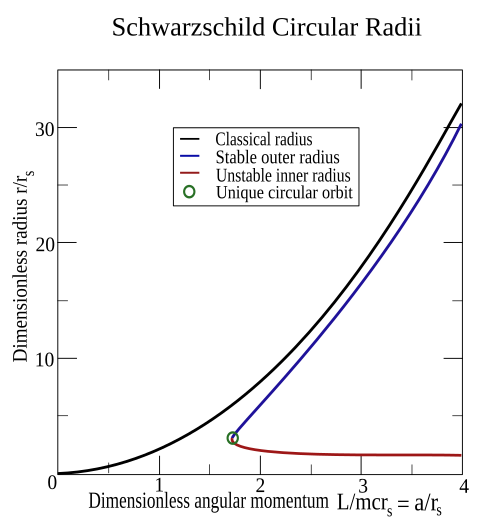 Schwarzschild Circular Radii
Dimensionless radius r/rs
30
20
10
0
Classical radius
Stable outer radius
Unstable inner radius
Unique circular orbit
1
2
3
4
Dimensionless angular momentum L/mcrs = a/rs